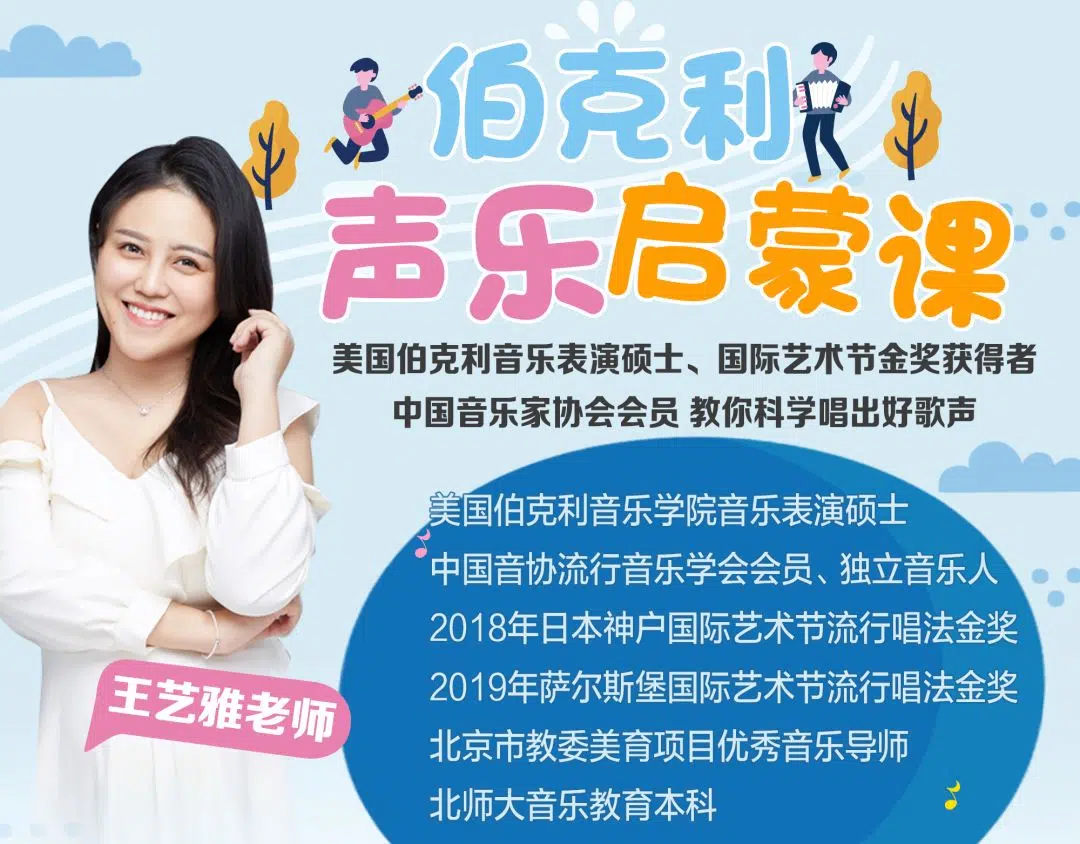 伯克利
声乐启蒙课
美国伯克利音乐表演硕士、国际艺术节金奖获得者
中国音乐家协会会员 教你科学唱出好歌声
美国伯克利音乐学院音乐表演硕士
中国音协流行音乐学会会员、独立音乐人
2018年日本神户国际艺术节流行唱法金奖
2019年萨尔斯堡国际艺术节流行唱法金奖
北京市教委美育项目优秀音乐导师
北师大音乐教育本科
王艺雅老师